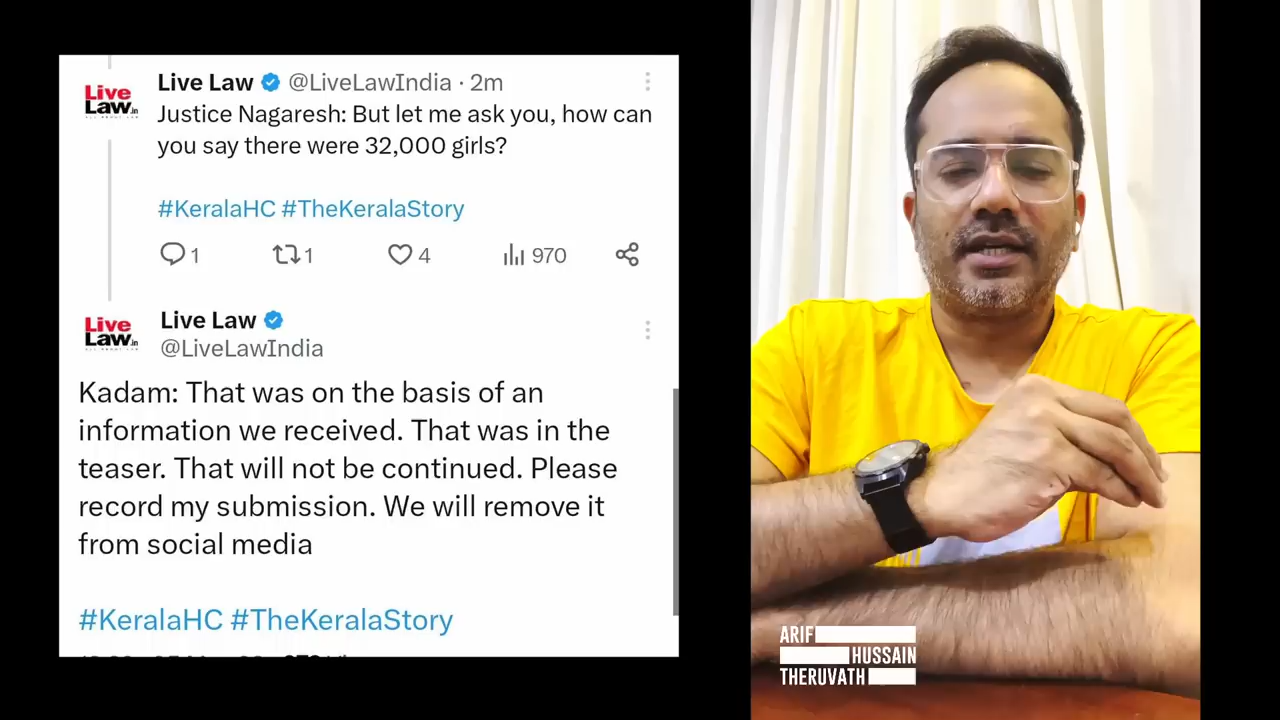 Live Law @LiveLawIndia · 2m
Live
Law.in
Justice Nagaresh: But let me ask you, how can
you say there were 32,000 girls?
#KeralaHC #TheKeralaStory
1 1 4 970
Live Law
Live
Law.in
@LiveLawIndia
Kadam: That was on the basis of an
information we received. That was in the
teaser. That will not be continued. Please
record my submission. We will remove it
from social media
#KeralaHC #TheKeralaStory
ARIF
HUSSAIN
THERUVATH